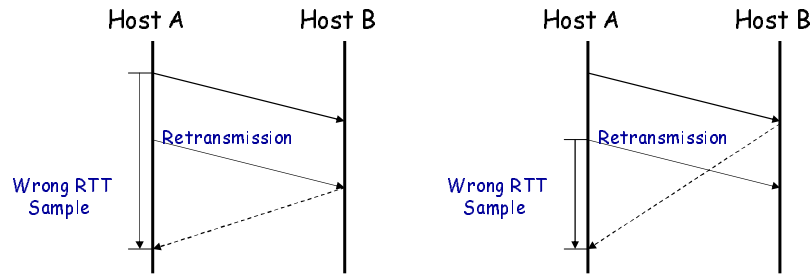 Host A
Host B
Retransmission
Wrong RTT
Sample
Host A
Host B
Retransmission
Wrong RTT
Sample